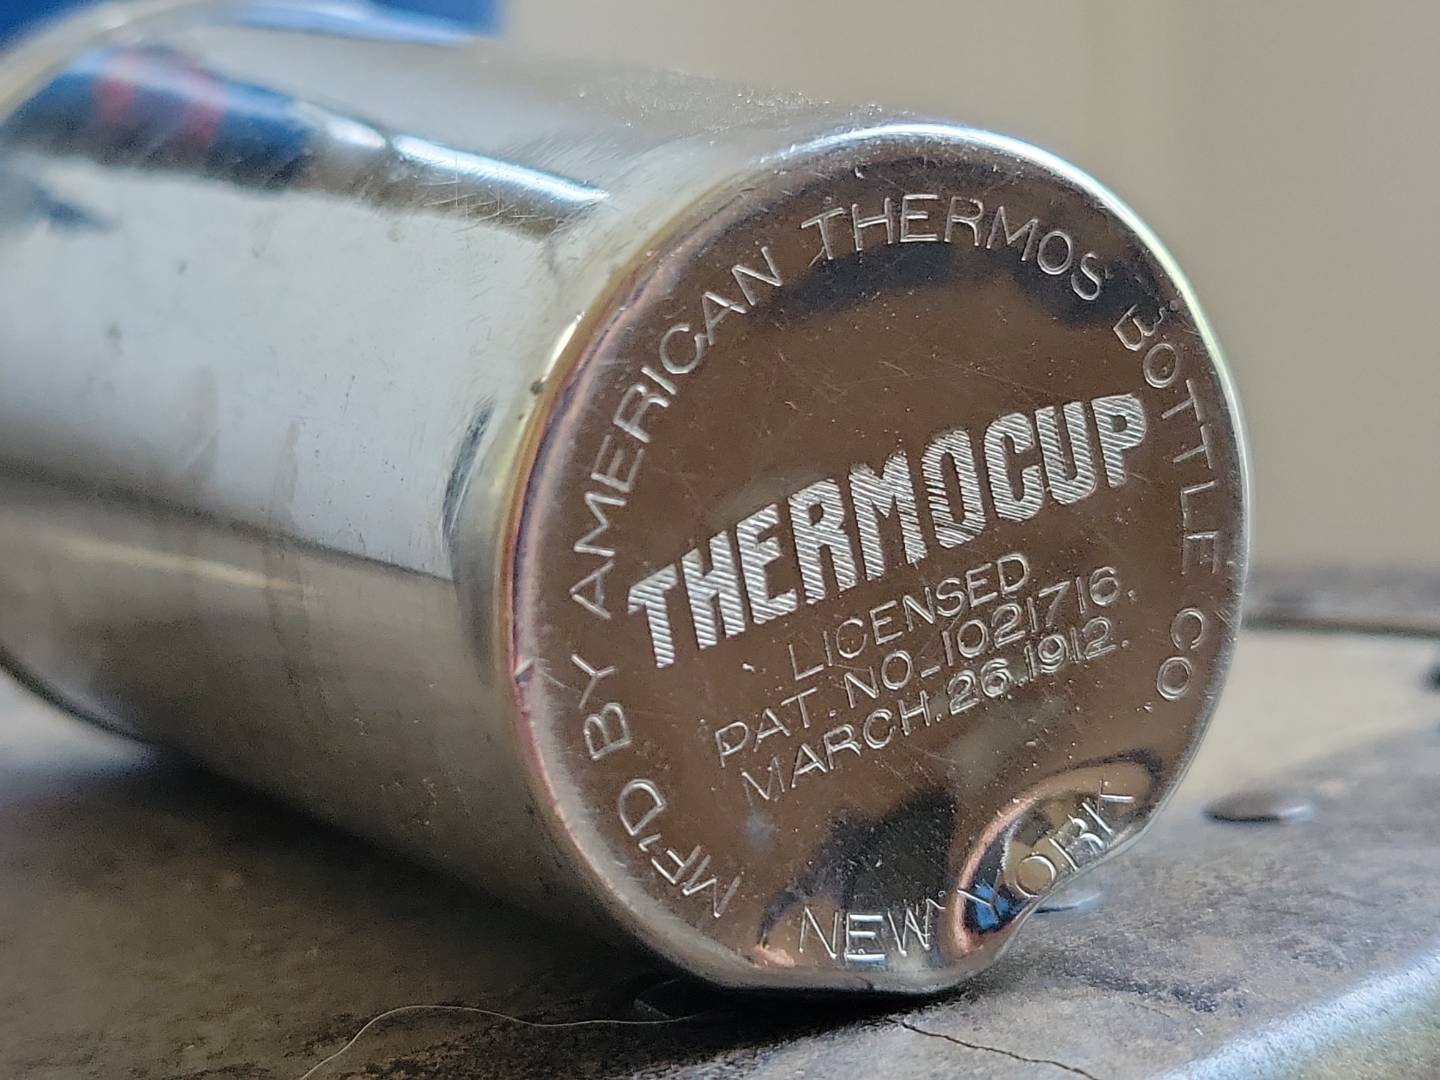 MF'D BY AMERICAN THERMOS BOTTLE CO
THERMOCUP
LICENSED
PAT. NO. 1021716.
MARCH. 26. 1912.
NEW YORK